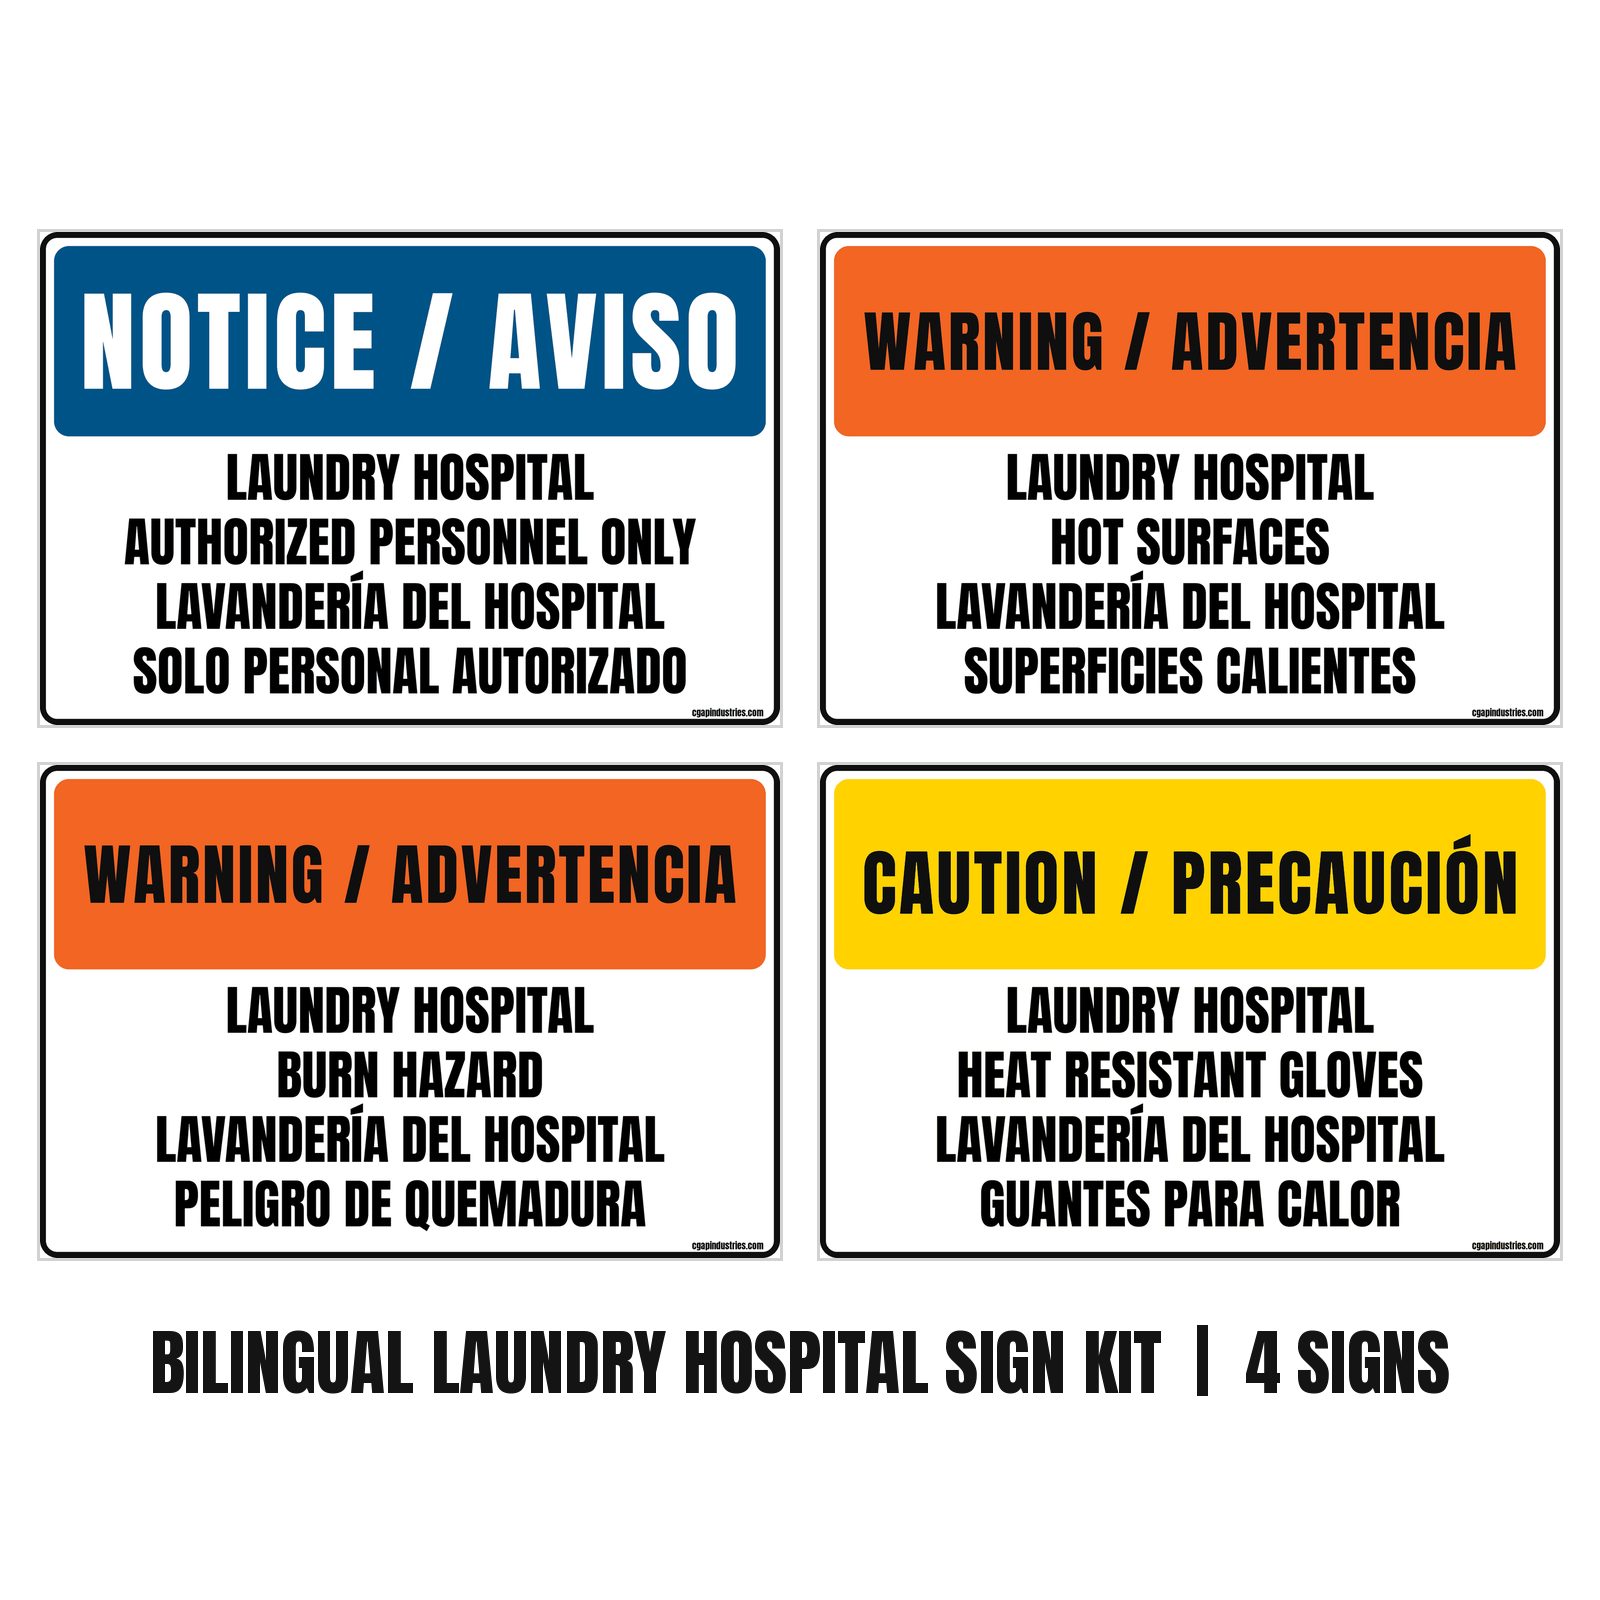 NOTICE / AVISO
LAUNDRY HOSPITAL
AUTHORIZED PERSONNEL ONLY
LAVANDERÍA DEL HOSPITAL
SOLO PERSONAL AUTORIZADO
cgapindustries.com
WARNING / ADVERTENCIA
LAUNDRY HOSPITAL
HOT SURFACES
LAVANDERÍA DEL HOSPITAL
SUPERFICIES CALIENTES
cgapindustries.com
WARNING / ADVERTENCIA
LAUNDRY HOSPITAL
BURN HAZARD
LAVANDERÍA DEL HOSPITAL
PELIGRO DE QUEMADURA
cgapindustries.com
CAUTION / PRECAUCIÓN
LAUNDRY HOSPITAL
HEAT RESISTANT GLOVES
LAVANDERÍA DEL HOSPITAL
GUANTES PARA CALOR
cgapindustries.com
BILINGUAL LAUNDRY HOSPITAL SIGN KIT | 4 SIGNS